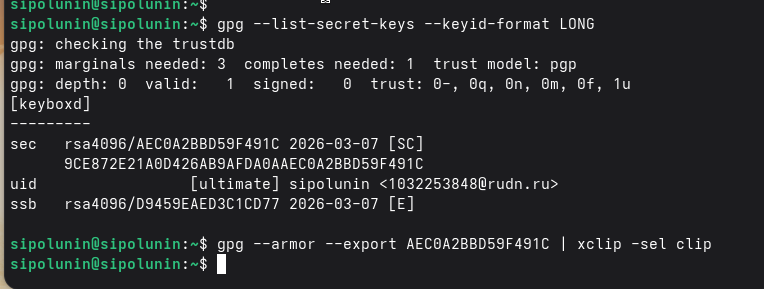 sipolunin@sipolunin:~$
sipolunin@sipolunin:~$ gpg --list-secret-keys --keyid-format LONG
gpg: checking the trustdb
gpg: marginals needed: 3  completes needed: 1  trust model: pgp
gpg: depth: 0  valid:   1  signed:   0  trust: 0-, 0q, 0n, 0m, 0f, 1u
[keyboxd]
---------
sec   rsa4096/AEC0A2BBD59F491C 2026-03-07 [SC]
      9CE872E21A0D426AB9AFDA0AAEC0A2BBD59F491C
uid                 [ultimate] sipolunin <1032253848@rudn.ru>
ssb   rsa4096/D9459EAED3C1CD77 2026-03-07 [E]

sipolunin@sipolunin:~$ gpg --armor --export AEC0A2BBD59F491C | xclip -sel clip
sipolunin@sipolunin:~$